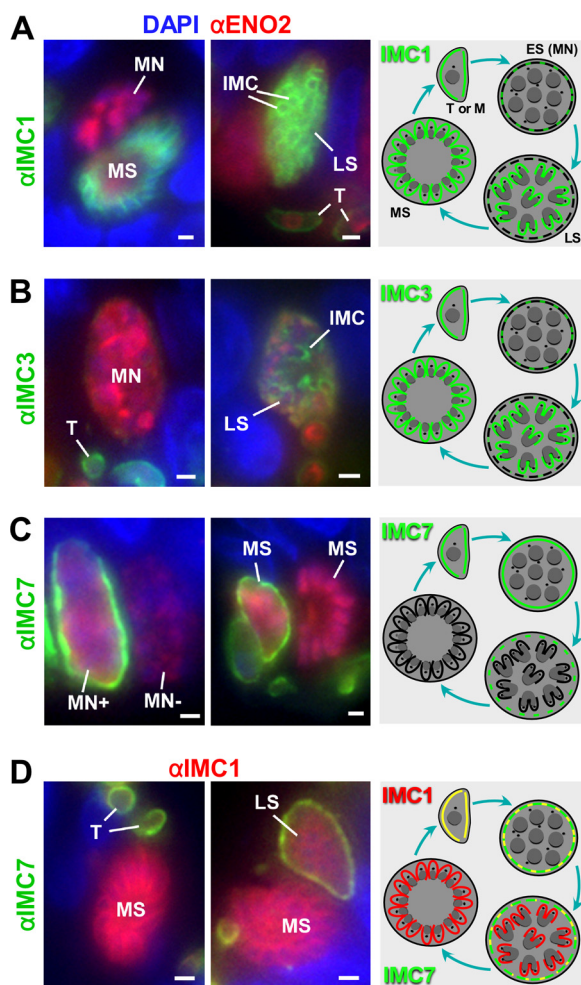 A
DAPI αENO2
αIMC1
MN
MS
IMC
LS
T
IMC1
ES (MN)
T or M
MS
LS
B
αIMC3
MN
T
IMC
LS
IMC3
C
αIMC7
MN+
MN-
MS
MS
IMC7
D
αIMC1
αIMC7
T
MS
LS
MS
IMC1
IMC7